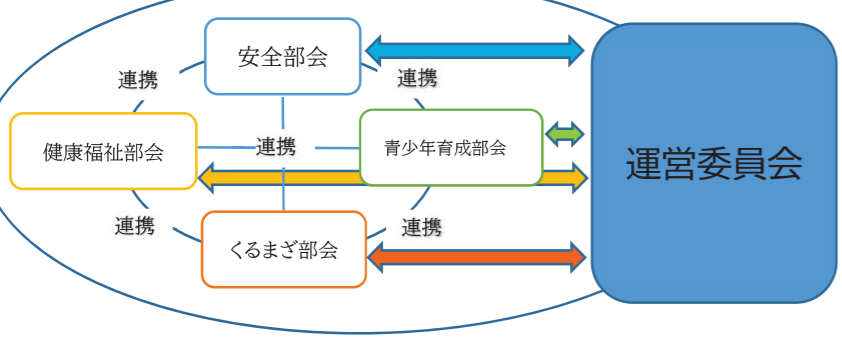 安全部会
連携
連携
健康福祉部会
連携
青少年育成部会
運営委員会
連携
くるまざ部会
連携